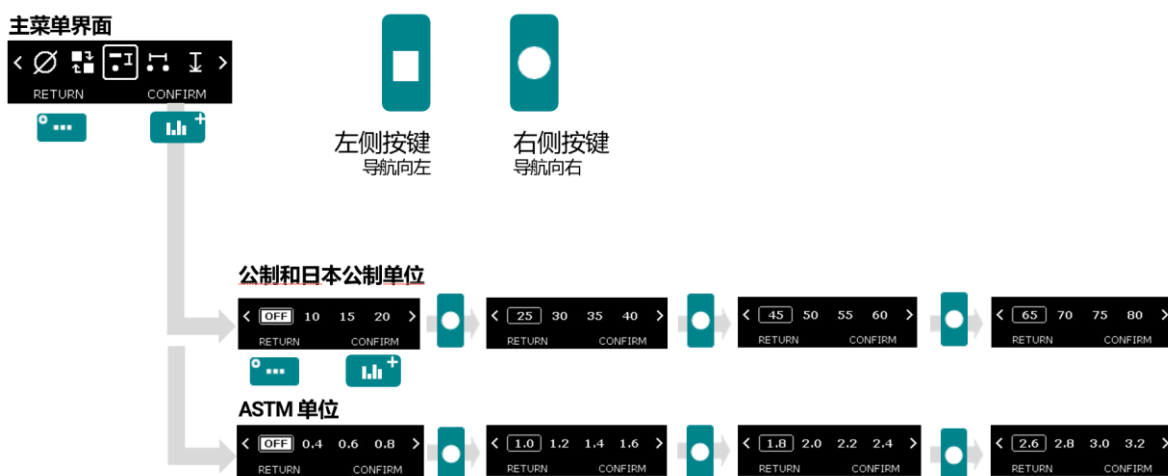 主菜单界面
RETURN CONFIRM
左侧按键
导航向左
右侧按键
导航向右
公制和日本公制单位
< OFF 10 15 20 >
RETURN CONFIRM
< 25 30 35 40 >
RETURN CONFIRM
< 45 50 55 60 >
RETURN CONFIRM
< 65 70 75 80 >
RETURN CONFIRM
ASTM 单位
< OFF 0.4 0.6 0.8 >
RETURN CONFIRM
< 1.0 1.2 1.4 1.6 >
RETURN CONFIRM
< 1.8 2.0 2.2 2.4 >
RETURN CONFIRM
< 2.6 2.8 3.0 3.2 >
RETURN CONFIRM